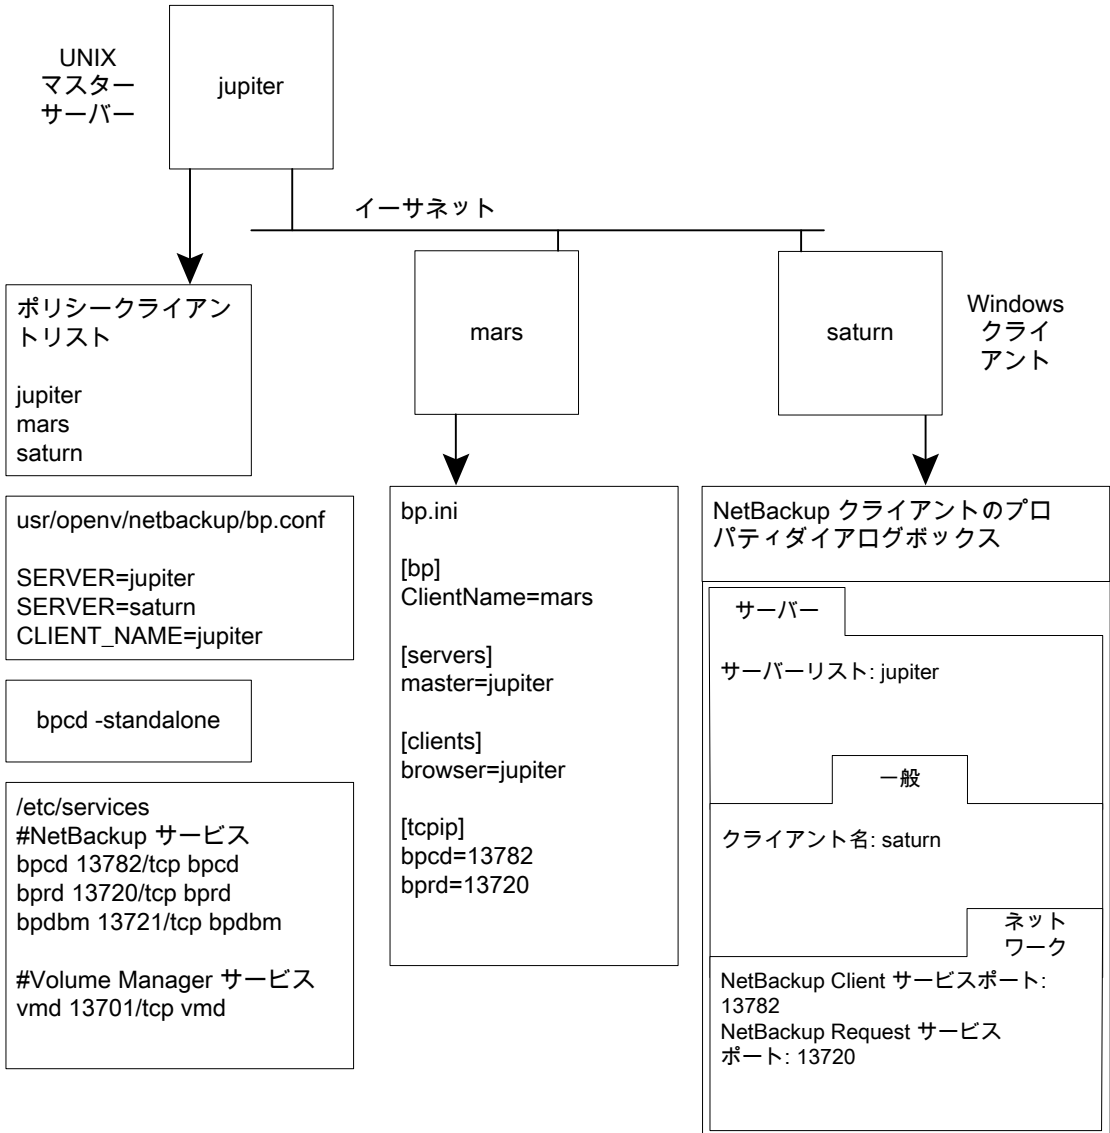 UNIX
マスター
サーバー
jupiter
イーサネット
ポリシークライアン
トリスト
jupiter
mars
saturn
usr/openv/netbackup/bp.conf
SERVER=jupiter
SERVER=saturn
CLIENT_NAME=jupiter
bpcd -standalone
/etc/services
#NetBackup サービス
bpcd 13782/tcp bpcd
bprd 13720/tcp bprd
bpdbm 13721/tcp bpdbm
#Volume Manager サービス
vmd 13701/tcp vmd
mars
bp.ini
[bp]
ClientName=mars
[servers]
master=jupiter
[clients]
browser=jupiter
[tcpip]
bpcd=13782
bprd=13720
saturn
Windows
クライ
アント
NetBackup クライアントのプロ
パティダイアログボックス
サーバー
サーバーリスト: jupiter
一般
クライアント名: saturn
ネット
ワーク
NetBackup Client サービスポート:
13782
NetBackup Request サービス
ポート: 13720